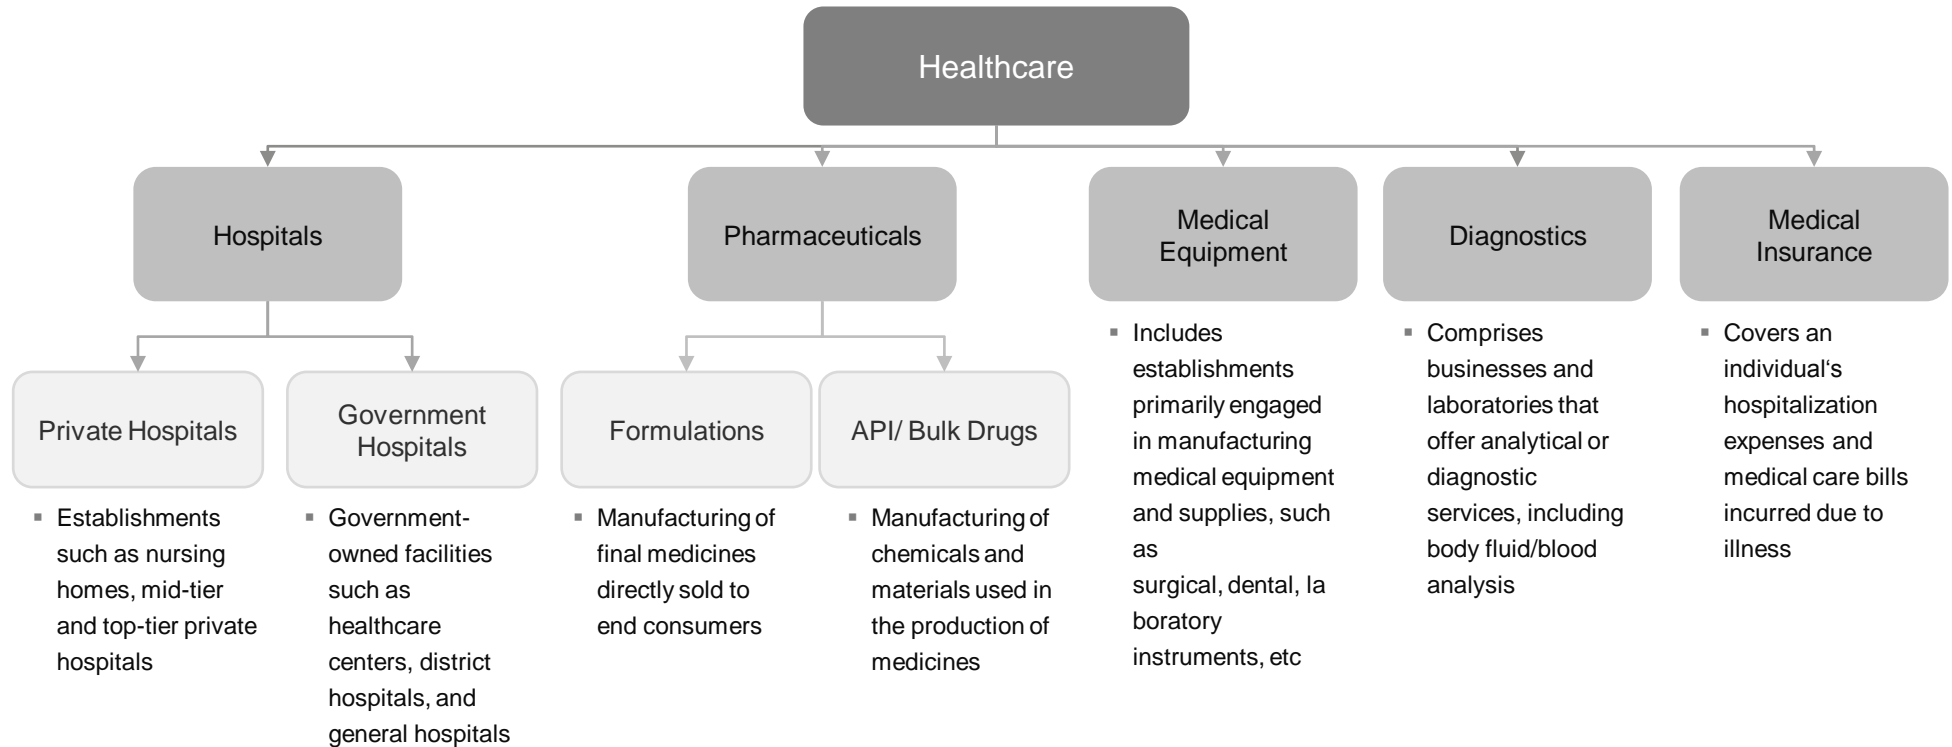 Healthcare
Hospitals
Pharmaceuticals
Medical
Equipment
Diagnostics
Medical
Insurance
Private Hospitals
Government
Hospitals
Formulations
API/ Bulk Drugs
▪ Establishments
such as nursing
homes, mid-tier
and top-tier private
hospitals
▪ Government-
owned facilities
such as
healthcare
centers, district
hospitals, and
general hospitals
▪ Manufacturing of
final medicines
directly sold to
end consumers
▪ Manufacturing of
chemicals and
materials used in
the production of
medicines
▪ Includes
establishments
primarily engaged
in manufacturing
medical equipment
and supplies, such
as
surgical, dental, la
boratory
instruments, etc
▪ Comprises
businesses and
laboratories that
offer analytical or
diagnostic
services, including
body fluid/blood
analysis
▪ Covers an
individual‘s
hospitalization
expenses and
medical care bills
incurred due to
illness